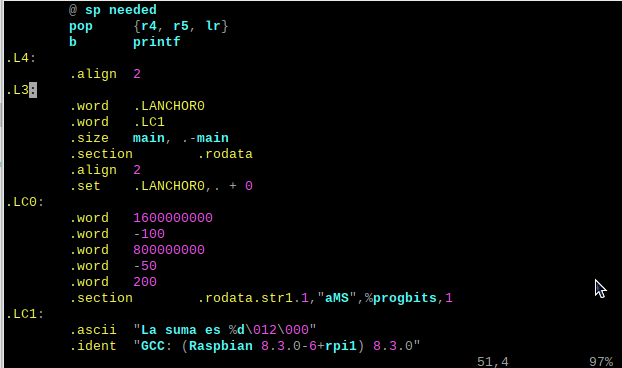 @ sp needed
pop {r4, r5, lr}
b printf
.L4:
.align 2
.L3:
.word .LANCHOR0
.word .LC1
.size main, .-main
.section .rodata
.align 2
.set .LANCHOR0,. + 0
.LC0:
.word 1600000000
.word -100
.word 800000000
.word -50
.word 200
.section .rodata.str1.1,"aMS",%progbits,1
.LC1:
.ascii "La suma es %d\012\000"
.ident "GCC: (Raspbian 8.3.0-6+rpi1) 8.3.0"
51,4 97%